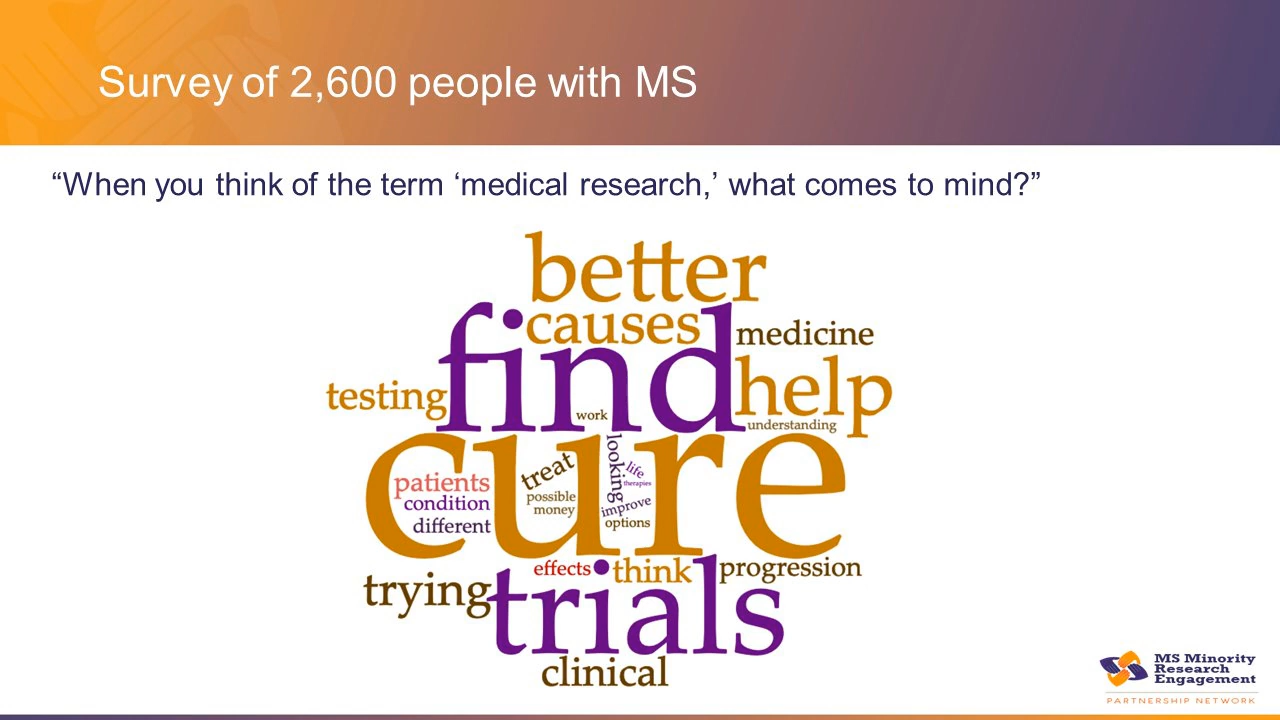 Survey of 2,600 people with MS
“When you think of the term ‘medical research,’ what comes to mind?”
better
causes
medicine
find
help
testing
work
understanding
cure
looking
life
treat
therapies
patients
possible
condition
improve
money
different
options
effects
think
progression
trying
trials
clinical
MS Minority
Research
Engagement
PARTNERSHIP NETWORK